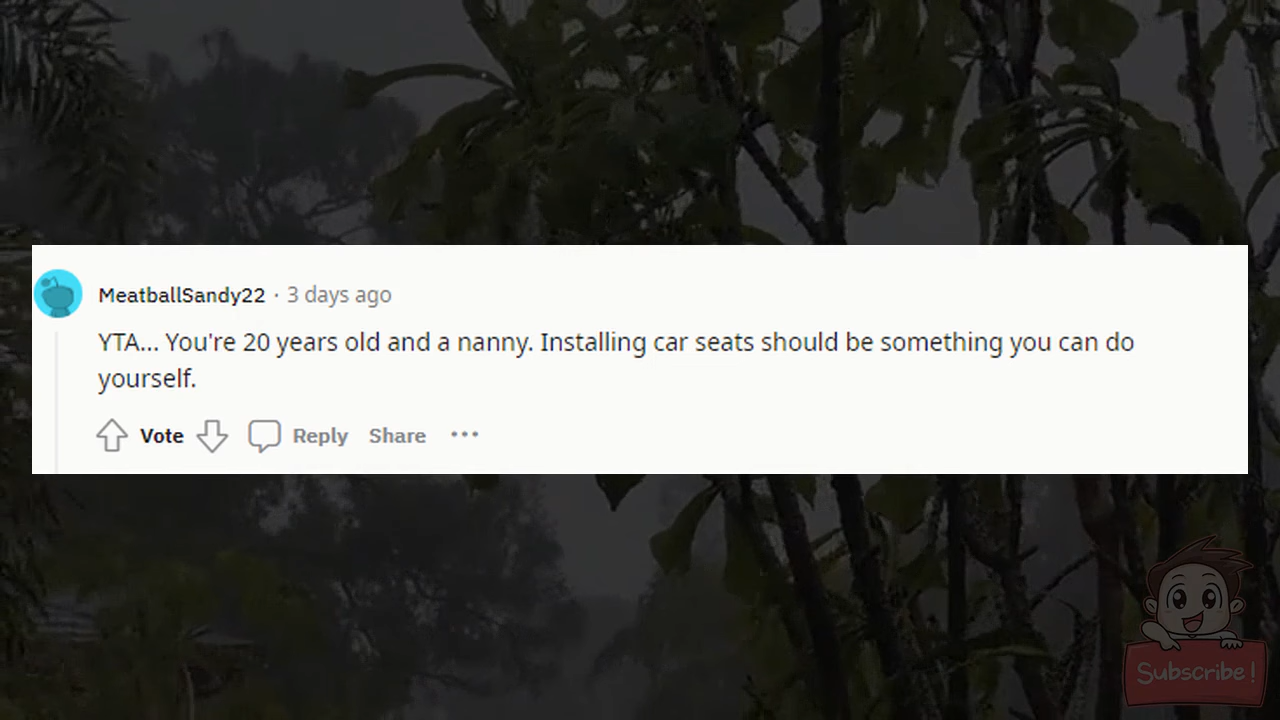 MeatballSandy22 · 3 days ago
YTA... You're 20 years old and a nanny. Installing car seats should be something you can do
yourself.
Vote Reply Share ...
Subscribe!